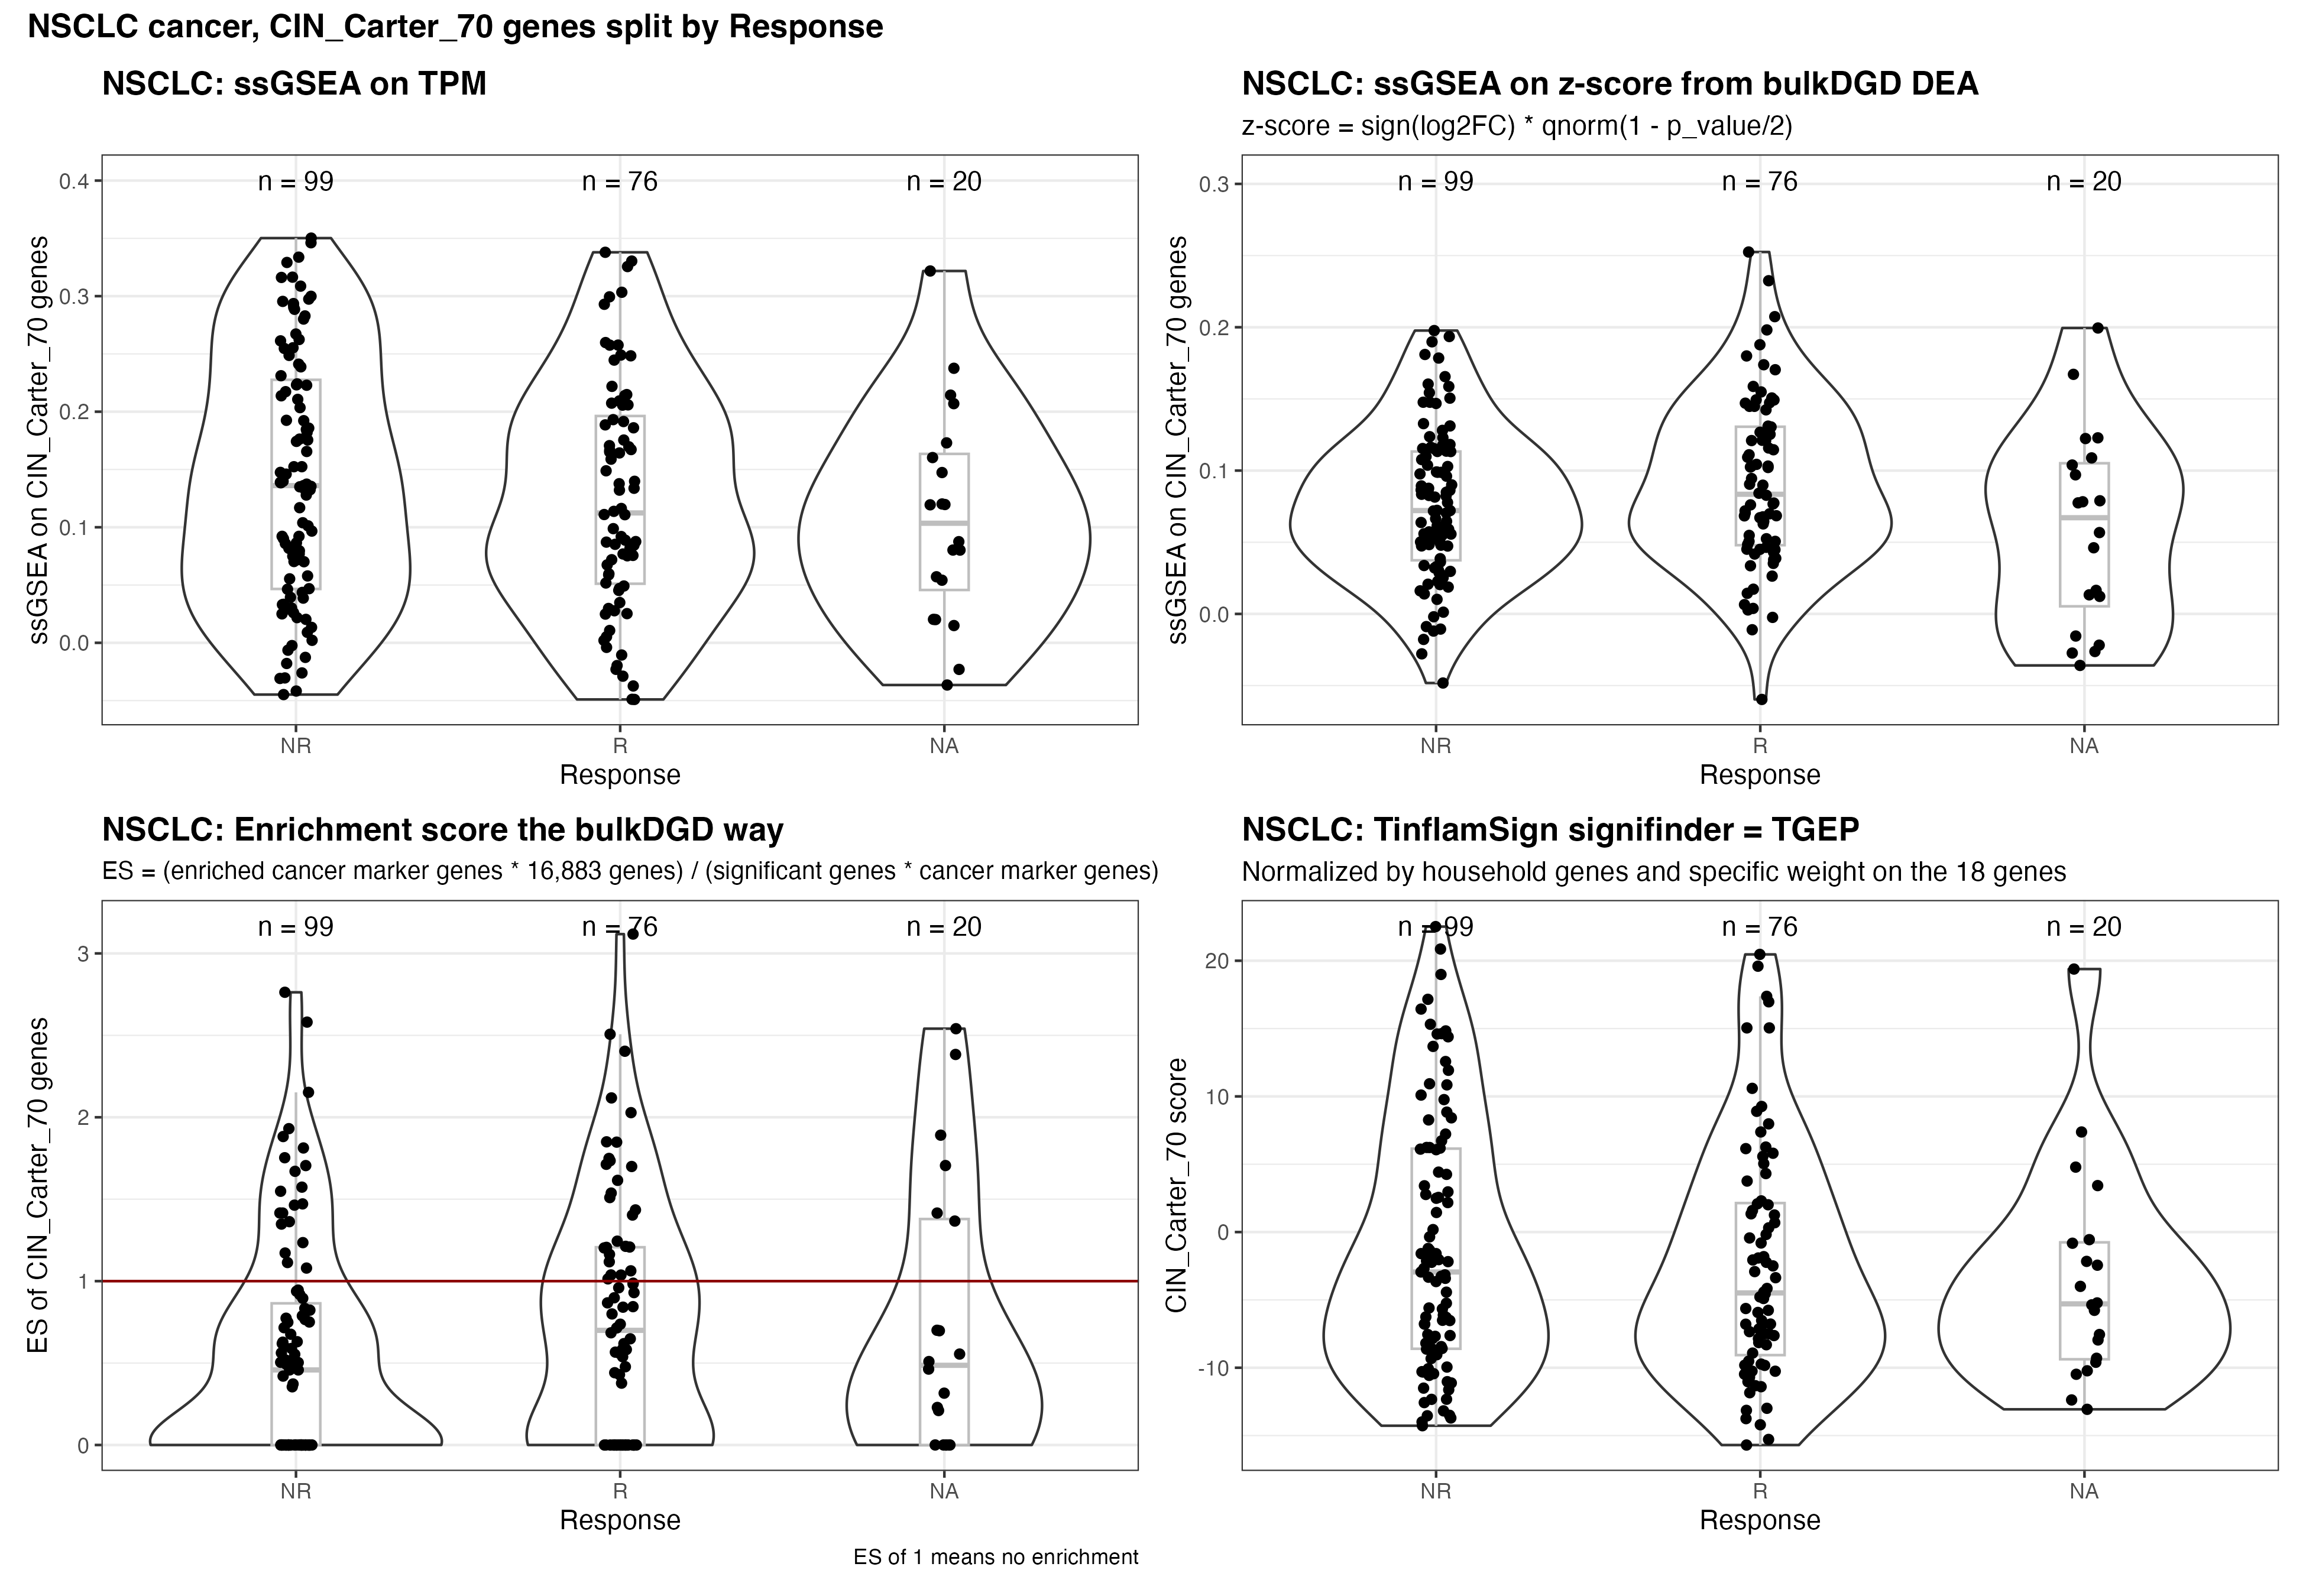 NSCLC cancer, CIN_Carter_70 genes split by Response
NSCLC: ssGSEA on TPM
0.4
0.3
0.2
0.1
0.0
ssGSEA on CIN_Carter_70 genes
n = 99
n = 76
n = 20
NR
R
NA
Response
NSCLC: ssGSEA on z-score from bulkDGD DEA
z-score = sign(log2FC) * qnorm(1 - p_value/2)
0.3
0.2
0.1
0.0
ssGSEA on CIN_Carter_70 genes
n = 99
n = 76
n = 20
NR
R
NA
Response
NSCLC: Enrichment score the bulkDGD way
ES = (enriched cancer marker genes * 16,883 genes) / (significant genes * cancer marker genes)
3
2
1
0
ES of CIN_Carter_70 genes
n = 99
n = 76
n = 20
NR
R
NA
Response
ES of 1 means no enrichment
NSCLC: TinflamSign signifinder = TGEP
Normalized by household genes and specific weight on the 18 genes
20
10
0
-10
CIN_Carter_70 score
n = 99
n = 76
n = 20
NR
R
NA
Response